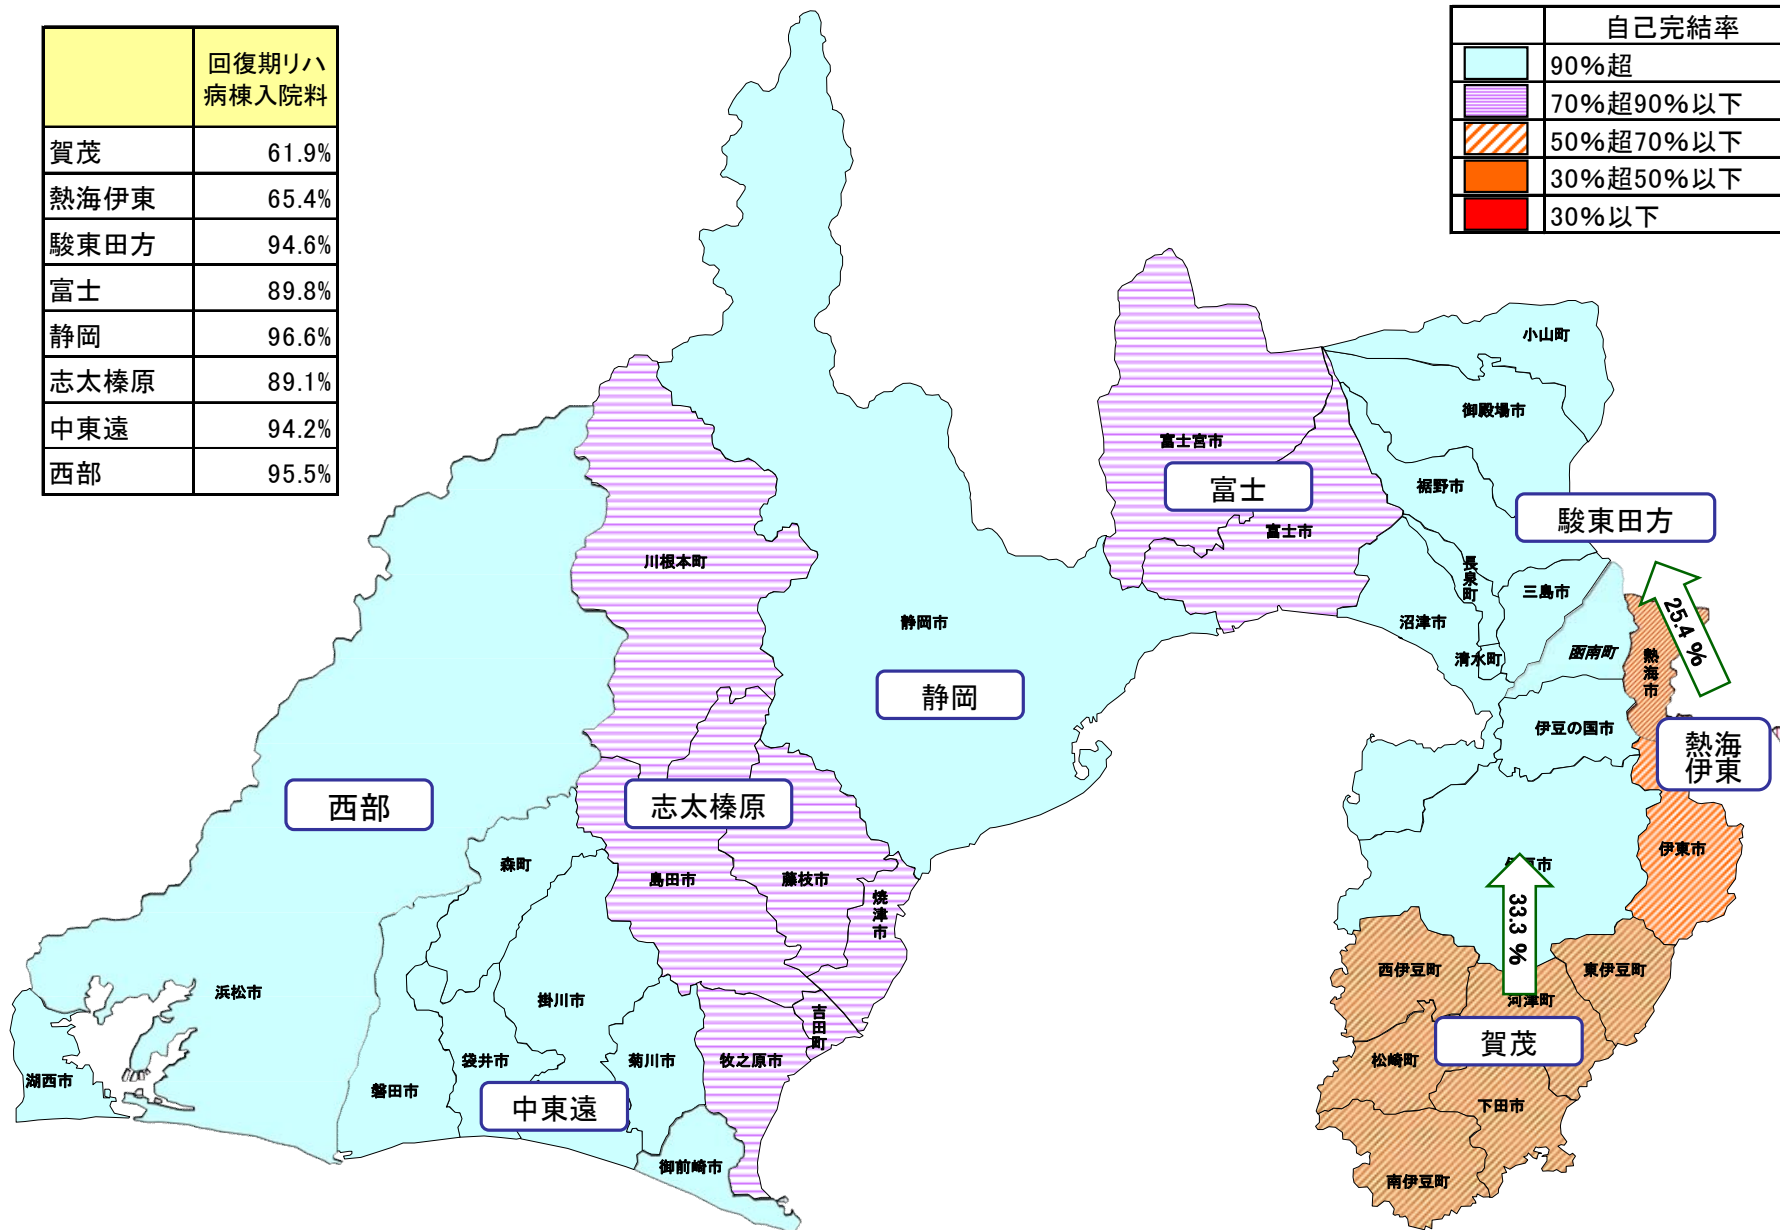 回復期リハ
病棟入院料
賀茂 61.9%
熱海伊東 65.4%
駿東田方 94.6%
富士 89.8%
静岡 96.6%
志太榛原 89.1%
中東遠 94.2%
西部 95.5%
自己完結率
90%超
70%超90%以下
50%超70%以下
30%超50%以下
30%以下
小山町
御殿場市
富士宮市
富士
裾野市
駿東田方
富士市
川根本町
長泉町
三島市
25.4 %
静岡市
沼津市
函南町
清水町
熱海市
静岡
伊豆の国市
熱海
伊東
西部
志太榛原
伊東市
森町
島田市
藤枝市
焼津市
33.3 %
西伊豆町
東伊豆町
浜松市
掛川市
河津町
吉田町
賀茂
袋井市
菊川市
牧之原市
松崎町
湖西市
磐田市
中東遠
下田市
御前崎市
南伊豆町